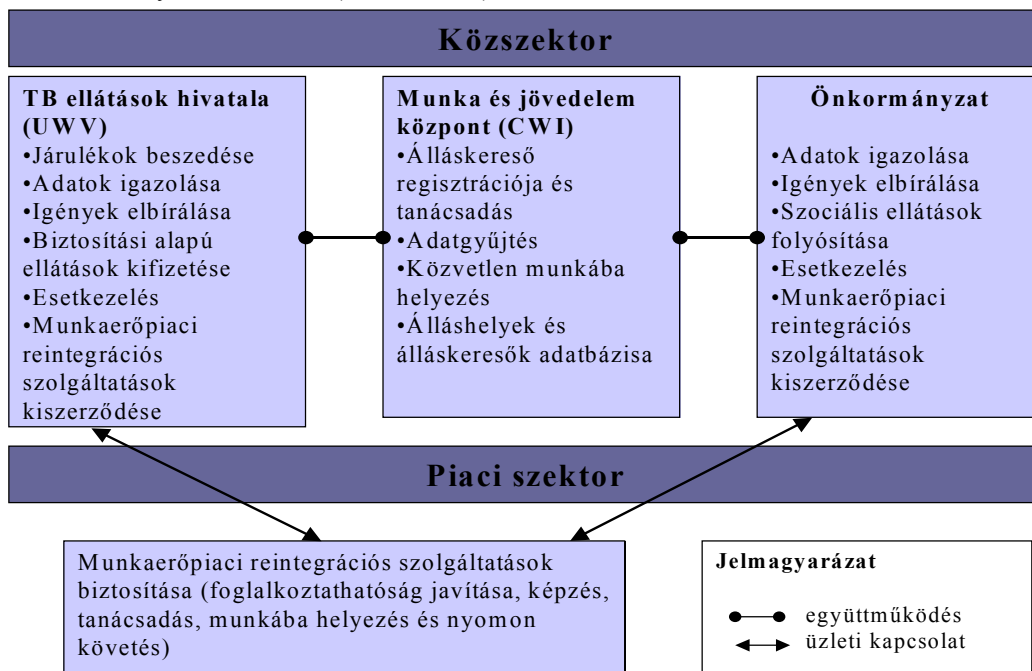 Közszektor
TB ellátások hivatala
(UWV)
•Járulékok beszedése
•Adatok igazolása
•Igények elbírálása
•Biztosítási alapú
ellátások kifizetése
•Esetkezelés
•Munkaerőpiaci
reintegrációs
szolgáltatások
kiszerződése
Munka és jövedelem
központ (CWI)
•Álláskereső
regisztrációja és
tanácsadás
•Adatgyűjtés
•Közvetlen munkába
helyezés
•Álláshelyek és
álláskeresők adatbázisa
Önkormányzat
•Adatok igazolása
•Igények elbírálása
•Szociális ellátások
folyósítása
•Esetkezelés
•Munkaerőpiaci
reintegrációs
szolgáltatások
kiszerződése
Piaci szektor
Munkaerőpiaci reintegrációs szolgáltatások
biztosítása (foglalkoztathatóság javítása, képzés,
tanácsadás, munkába helyezés és nyomon
követés)
Jelmagyarázat
együttműködés
üzleti kapcsolat